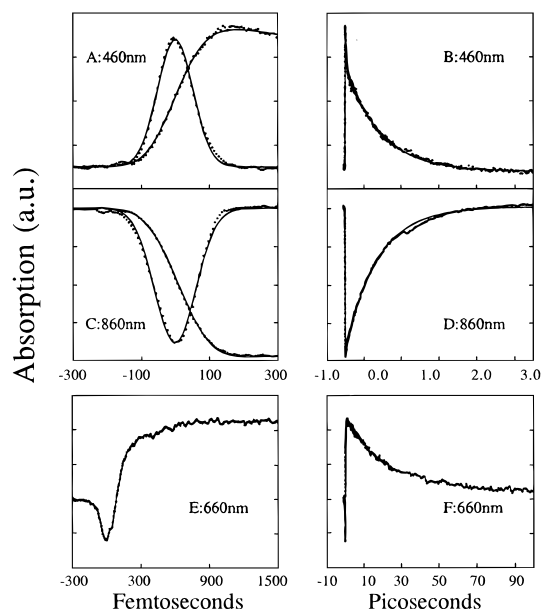 A:460nm
B:460nm
Absorption (a.u.)
C:860nm
D:860nm
-300 -100 100 300
-1.0 0.0 1.0 2.0 3.0
E:660nm
F:660nm
-300 300 900 1500
-10 10 30 50 70 90
Femtoseconds
Picoseconds